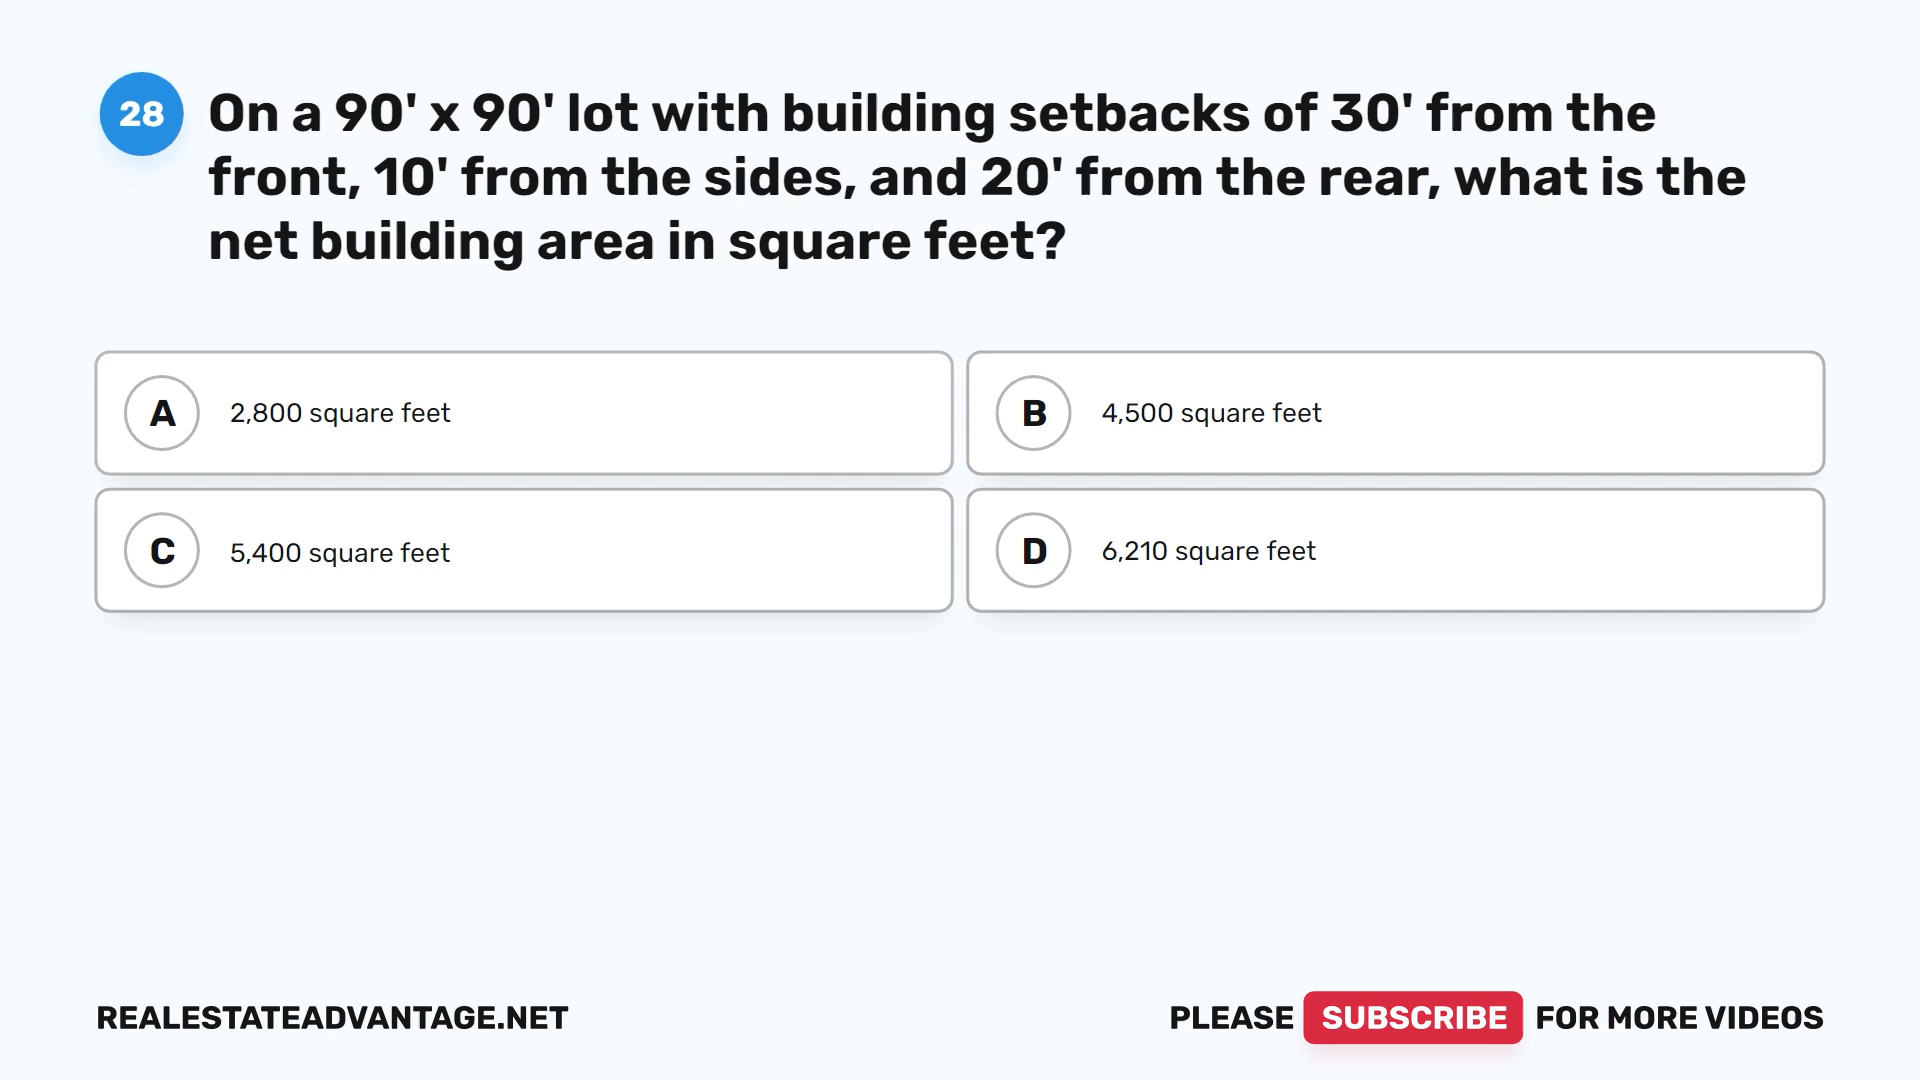 28
On a 90' x 90' lot with building setbacks of 30' from the
front, 10' from the sides, and 20' from the rear, what is the
net building area in square feet?
A 2,800 square feet
B 4,500 square feet
C 5,400 square feet
D 6,210 square feet
REALESTATEADVANTAGE.NET
PLEASE SUBSCRIBE FOR MORE VIDEOS